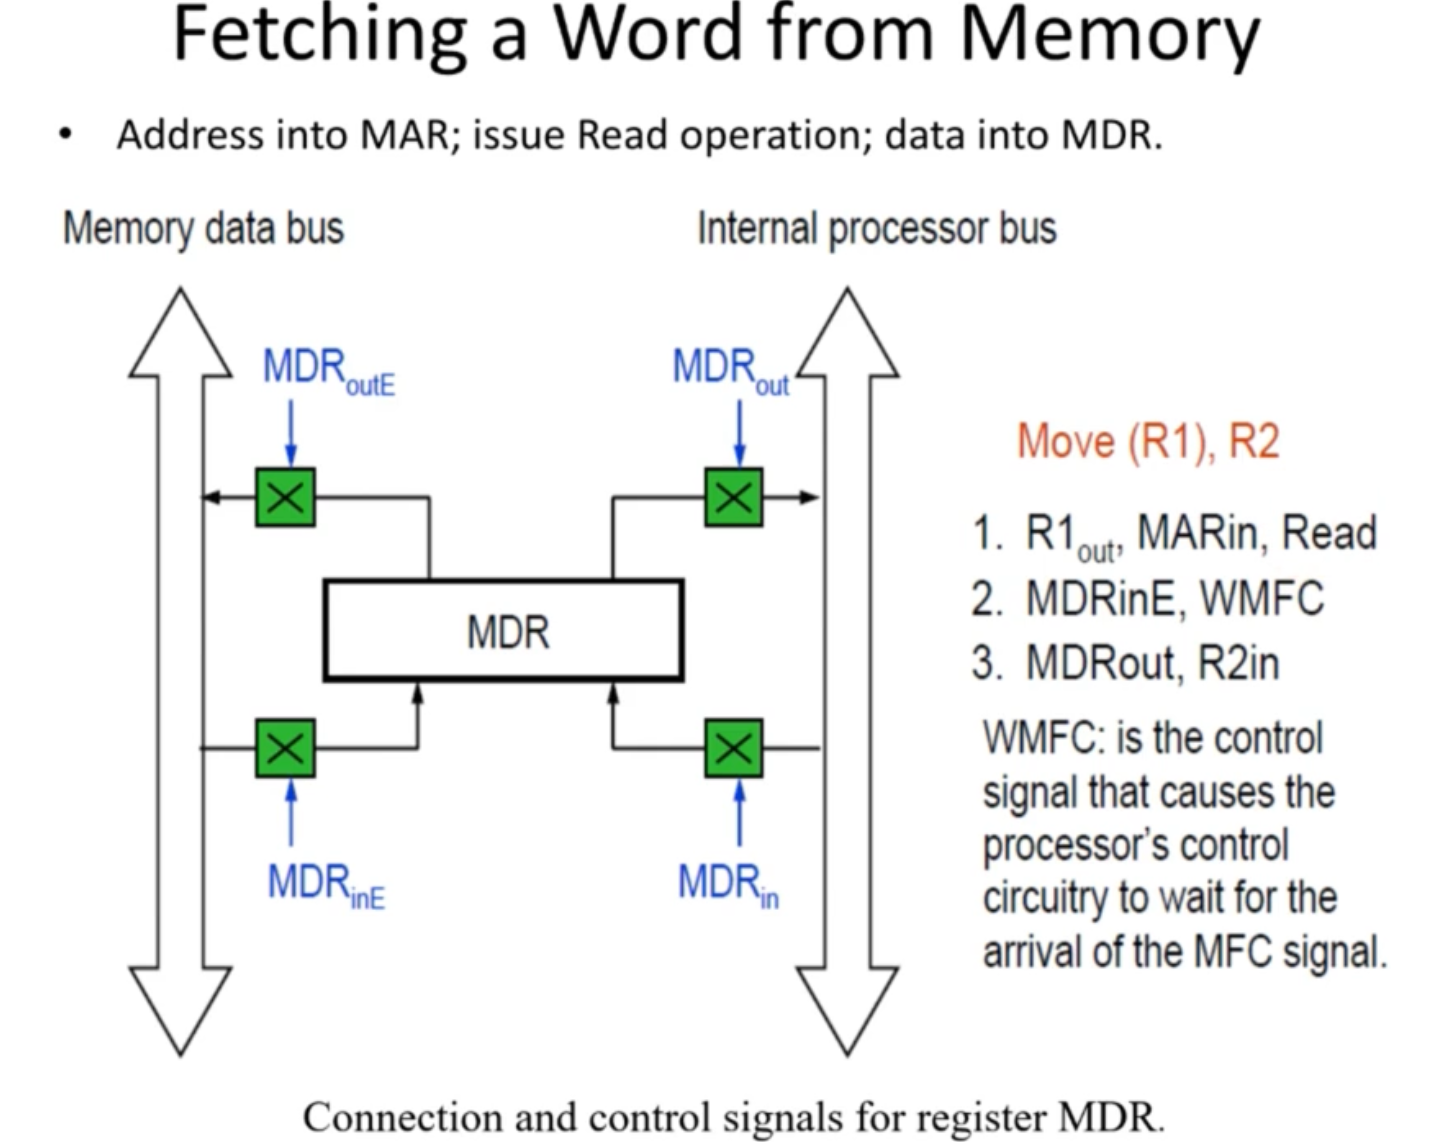 Fetching a Word from Memory
• Address into MAR; issue Read operation; data into MDR.
Memory data bus
Internal processor bus
MDRoutE
MDRout
MDR
MDRinE
MDRin
Move (R1), R2
1. R1out, MARin, Read
2. MDRinE, WMFC
3. MDRout, R2in
WMFC: is the control
signal that causes the
processor's control
circuitry to wait for the
arrival of the MFC signal.
Connection and control signals for register MDR.